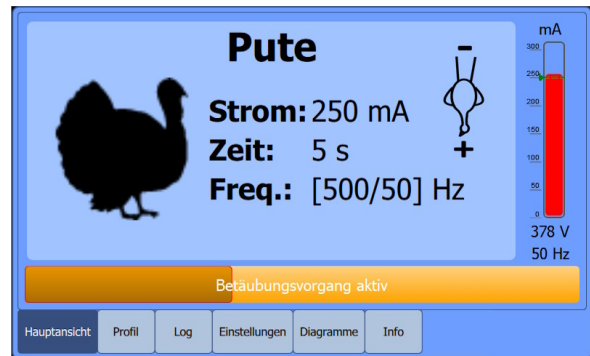 Pute
Strom: 250 mA
Zeit: 5 s
Freq.: [500/50] Hz
-
+
mA
300
250
200
150
100
50
0
378 V
50 Hz
Betäubungsvorgang aktiv
Hauptansicht Profil Log Einstellungen Diagramme Info